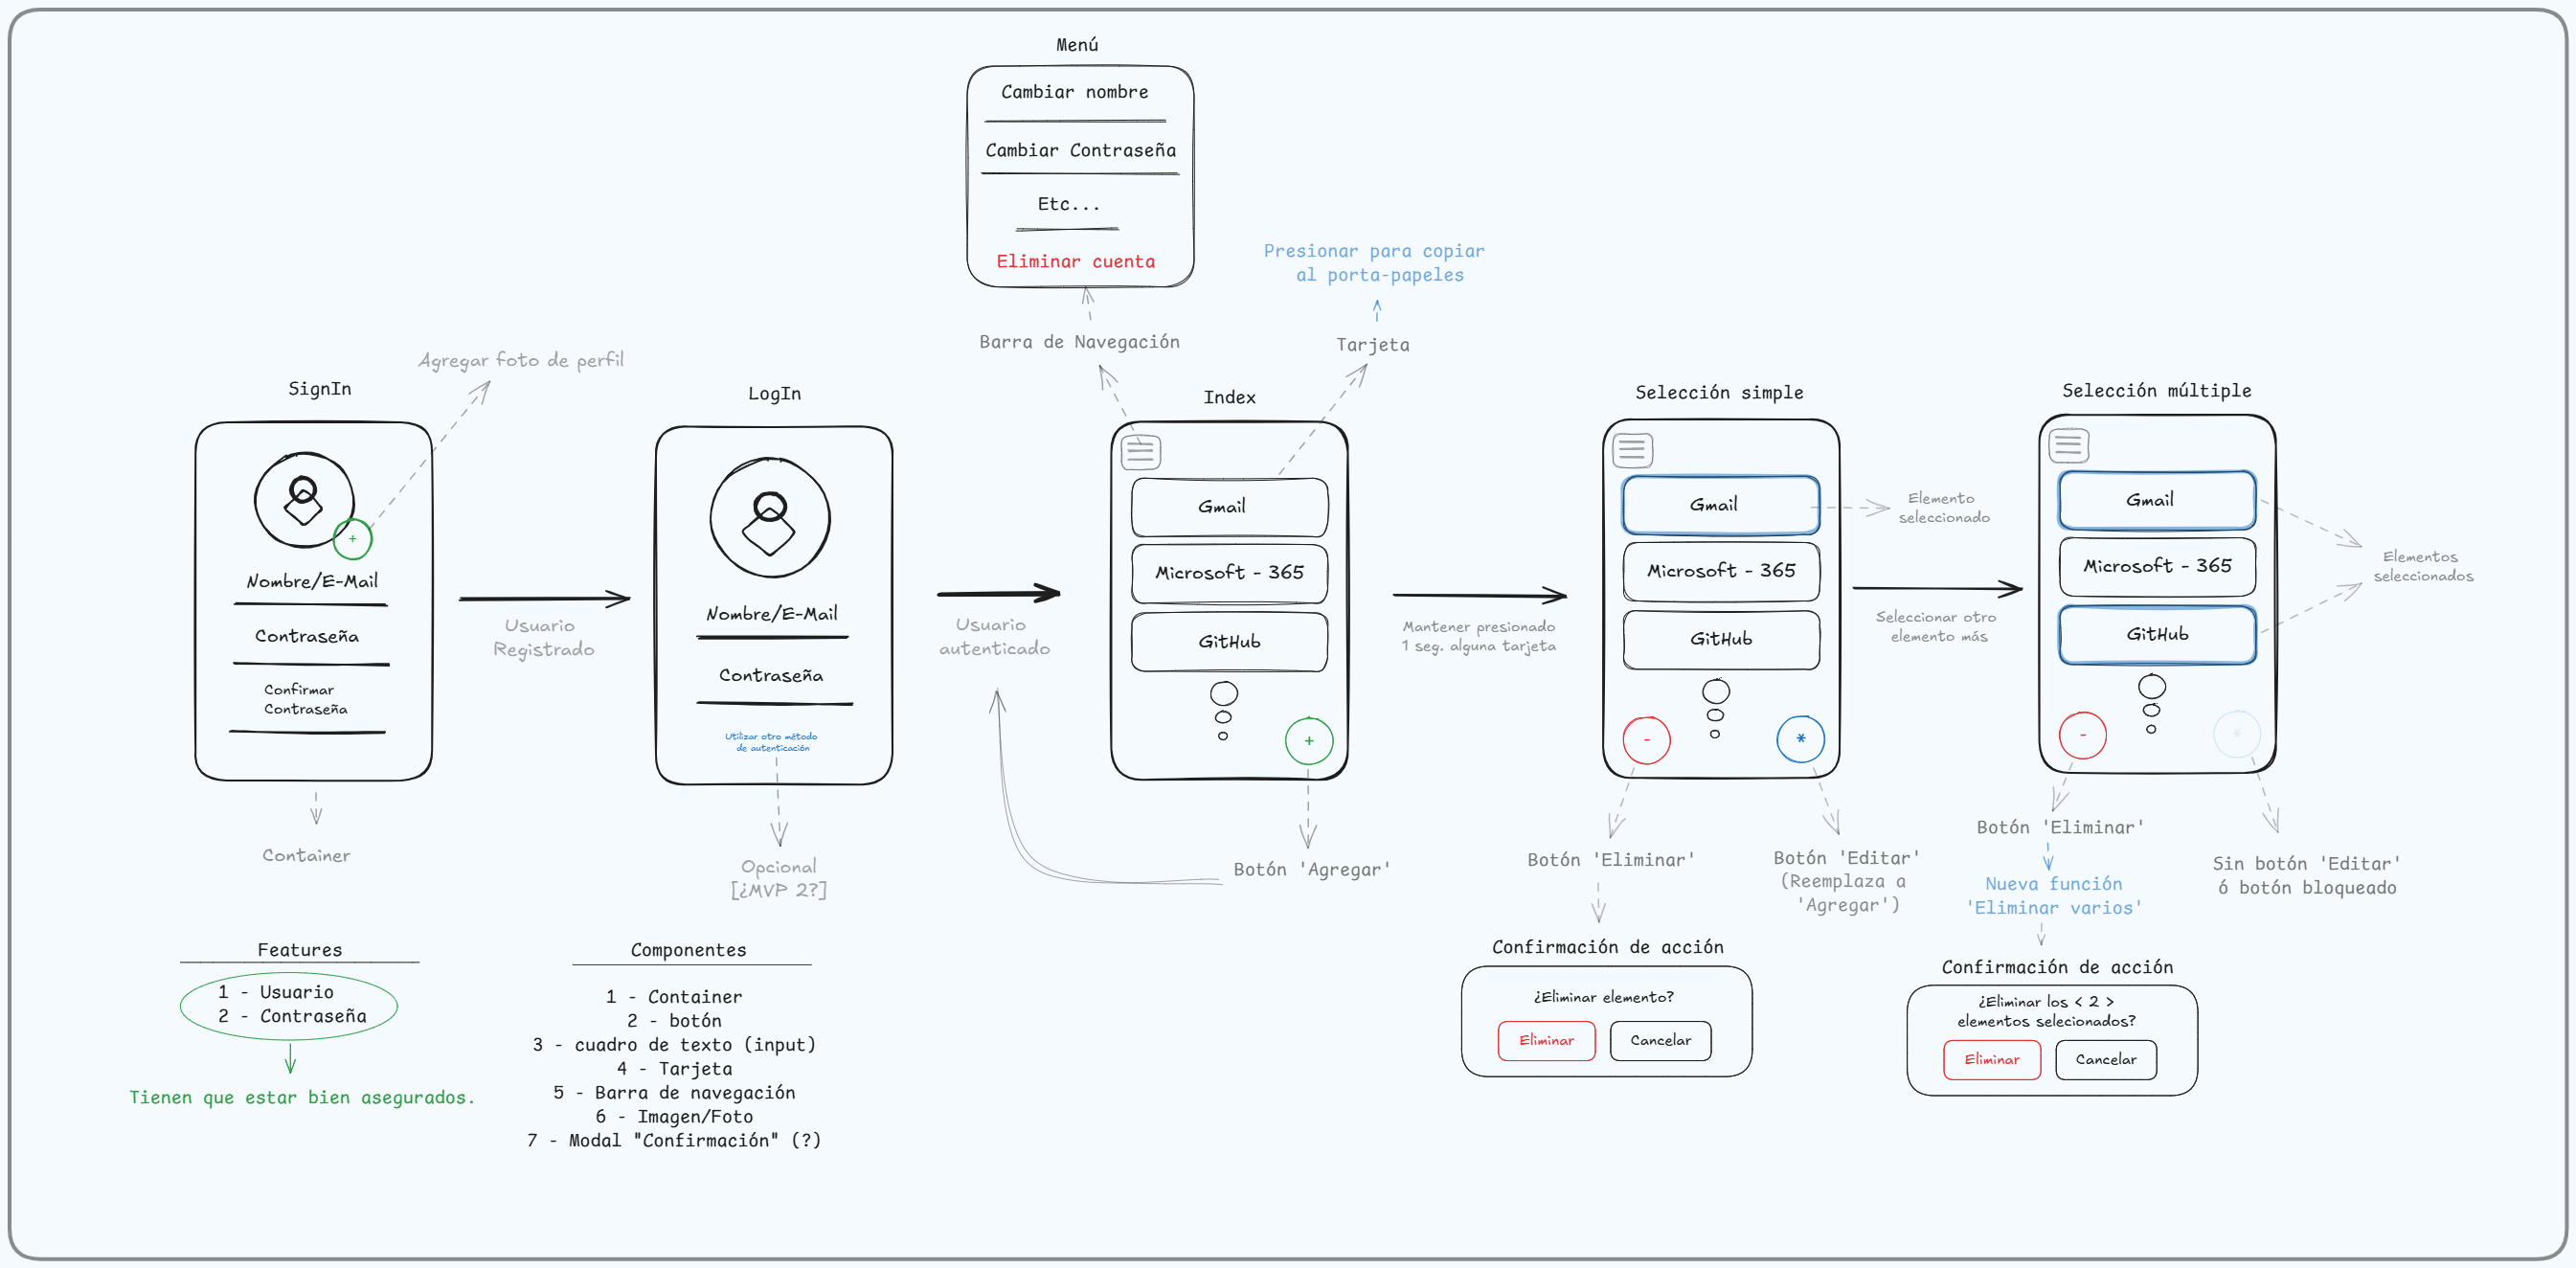 Menú
Cambiar nombre
Cambiar Contraseña
Etc...
Eliminar cuenta
Presionar para copiar
al porta-papeles
Barra de Navegación
Tarjeta
Agregar foto de perfil
SignIn
+
Nombre/E-Mail
Contraseña
Confirmar
Contraseña
Container
Usuario
Registrado
LogIn
Nombre/E-Mail
Contraseña
Utilizar otro método
de autenticación
Opcional
[¿MVP 2?]
Usuario
autenticado
Index
Gmail
Microsoft - 365
GitHub
+
Botón 'Agregar'
Mantener presionado
1 seg. alguna tarjeta
Selección simple
Gmail
Microsoft - 365
GitHub
-
*
Elemento
seleccionado
Botón 'Eliminar'
Botón 'Editar'
(Reemplaza a
'Agregar')
Confirmación de acción
¿Eliminar elemento?
Eliminar
Cancelar
Seleccionar otro
elemento más
Selección múltiple
Gmail
Microsoft - 365
GitHub
-
*
Elementos
seleccionados
Botón 'Eliminar'
Nueva función
'Eliminar varios'
Sin botón 'Editar'
ó botón bloqueado
Confirmación de acción
¿Eliminar los < 2 >
elementos selecionados?
Eliminar
Cancelar
Features
1 - Usuario
2 - Contraseña
Tienen que estar bien asegurados.
Componentes
1 - Container
2 - botón
3 - cuadro de texto (input)
4 - Tarjeta
5 - Barra de navegación
6 - Imagen/Foto
7 - Modal "Confirmación" (?)